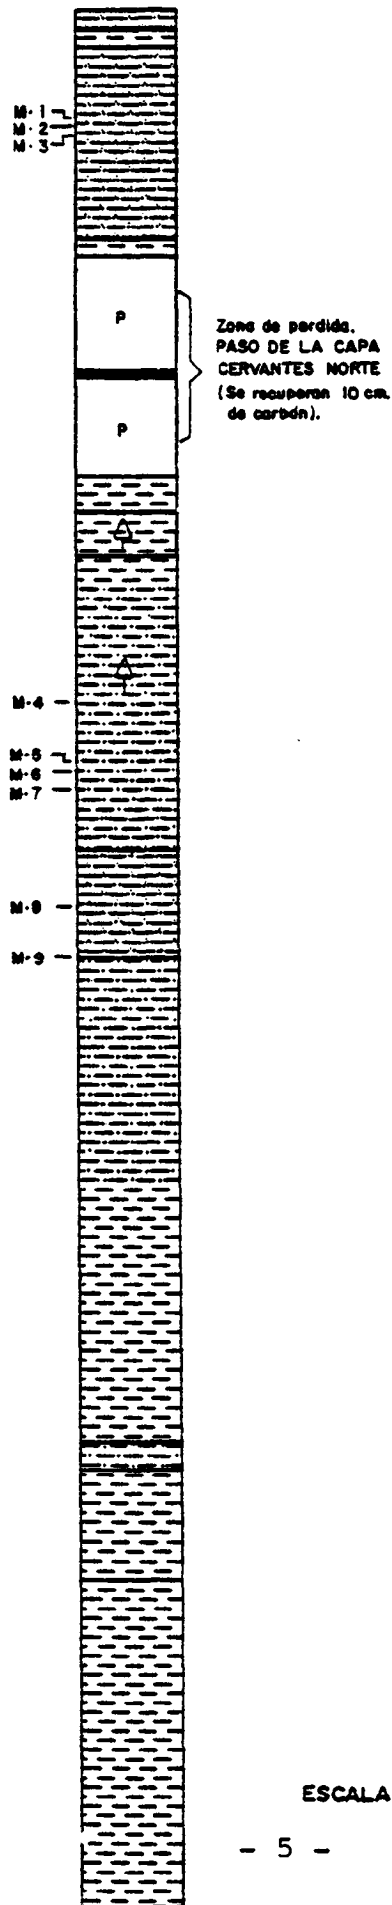 M-1
M-2
M-3
P
Zona de perdida.
PASO DE LA CAPA
CERVANTES NORTE
(Se recuperan 10 cm.
de carbón).
P
M-4
M-5
M-6
M-7
M-8
M-9
ESCALA
- 5 -